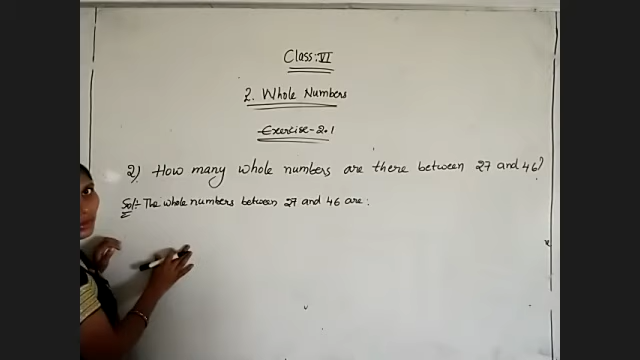 Class:VI
2. Whole Numbers
Exercise-2.1
2) How many whole numbers are there between 27 and 46?
Sol:- The whole numbers between 27 and 46 are: